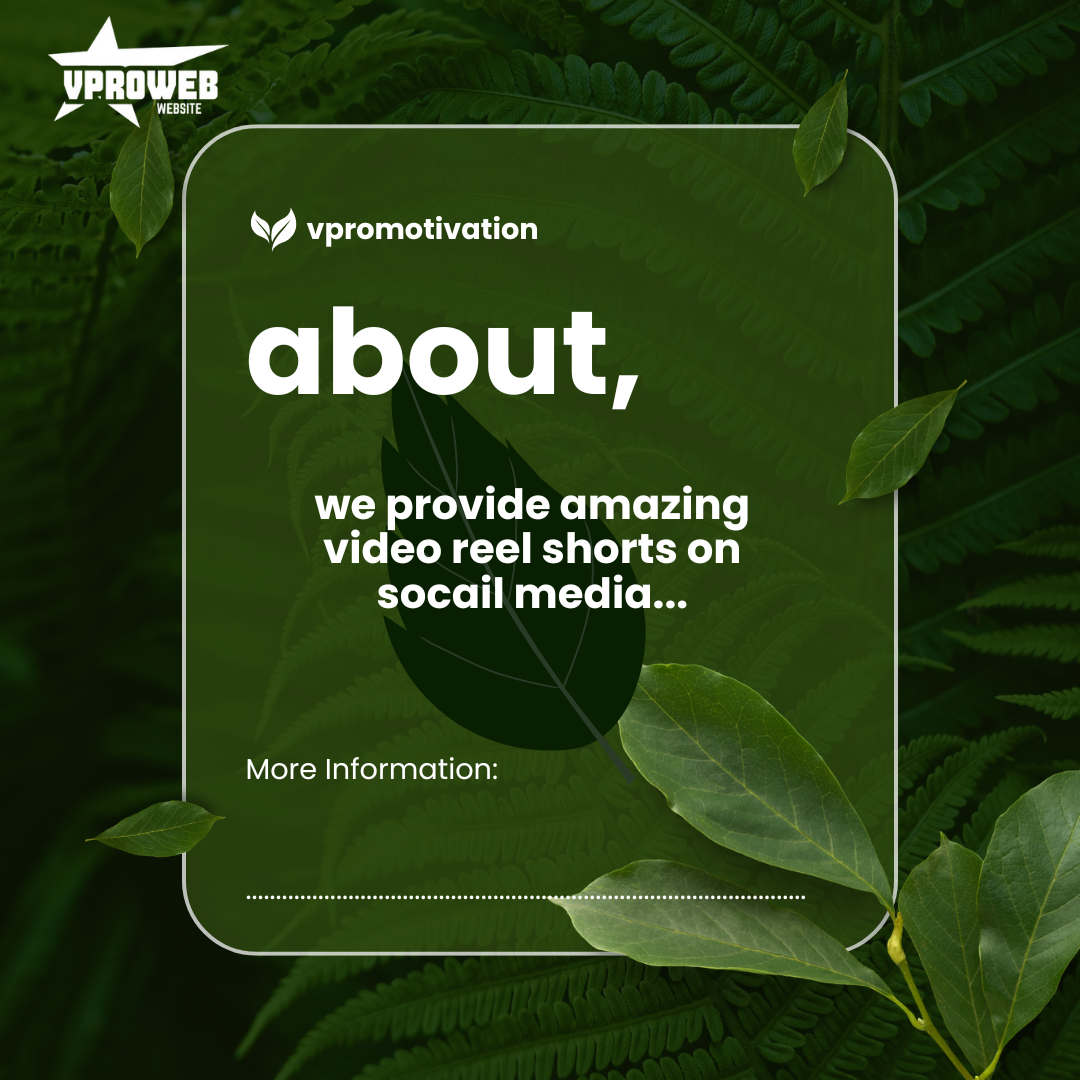 VPROWEB
WEBSITE
vpromotivation
about,
we provide amazing
video reel shorts on
socail media...
More Information: